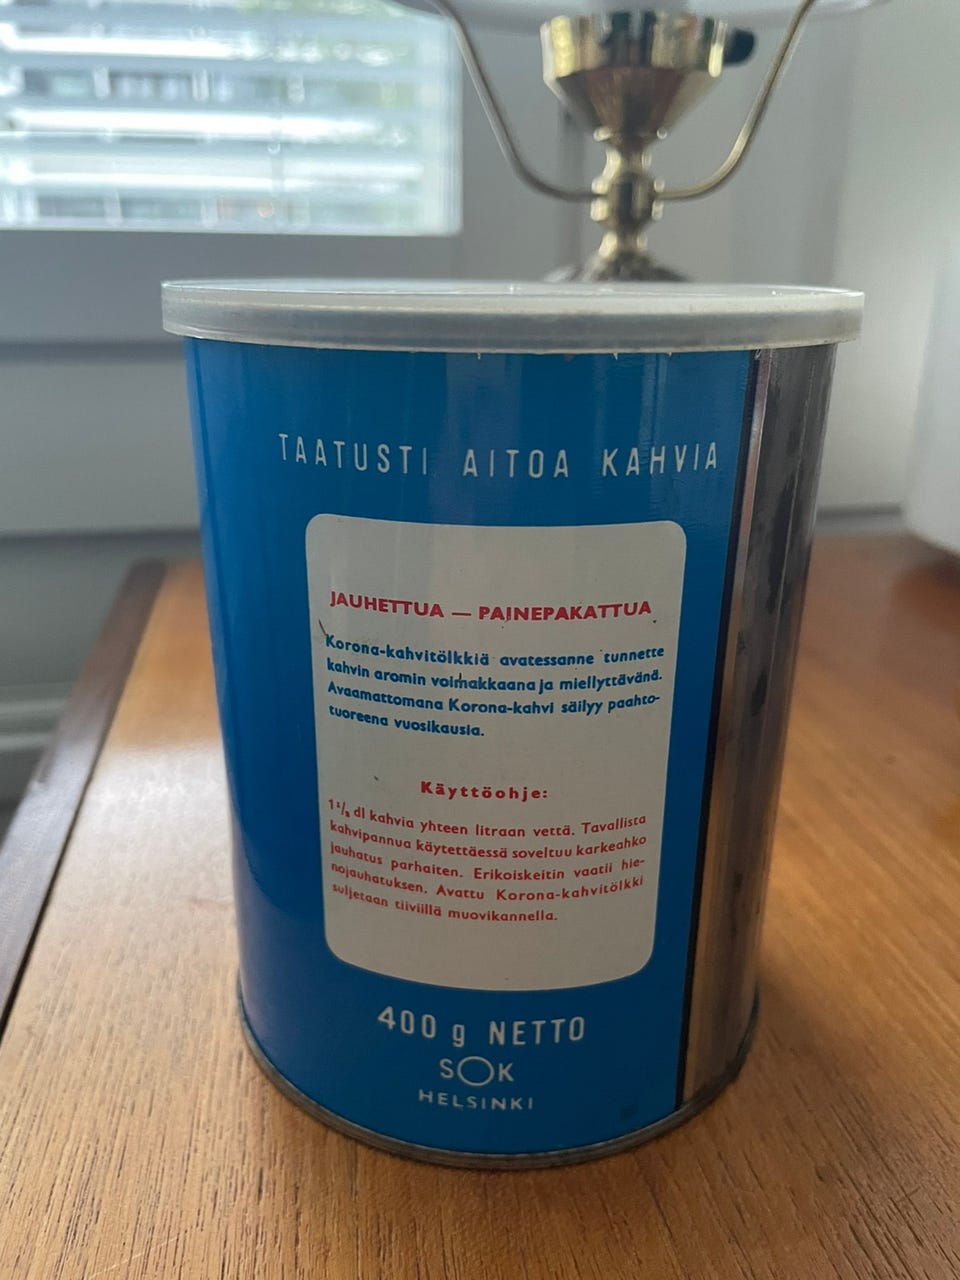 TAATUSTI AITOA KAHVIA
JAUHETTUA — PAINEPAKATTUA
Korona-kahvitölkkiä avatessanne tunnette
kahvin aromin voimakkaana ja miellyttävänä.
Avaamattomana Korona-kahvi säilyy paahto-
tuoreena vuosikausia.
Käyttöohje:
1 ¹/₂ dl kahvia yhteen litraan vettä. Tavallista
kahvipannua käytettäessä soveltuu karkeahko
jauhatus parhaiten. Erikoiskeitin vaatii hie-
nojauhatuksen. Avattu Korona-kahvitölkki
suljetaan tiiviillä muovikannella.
400 g NETTO
SOK
HELSINKI